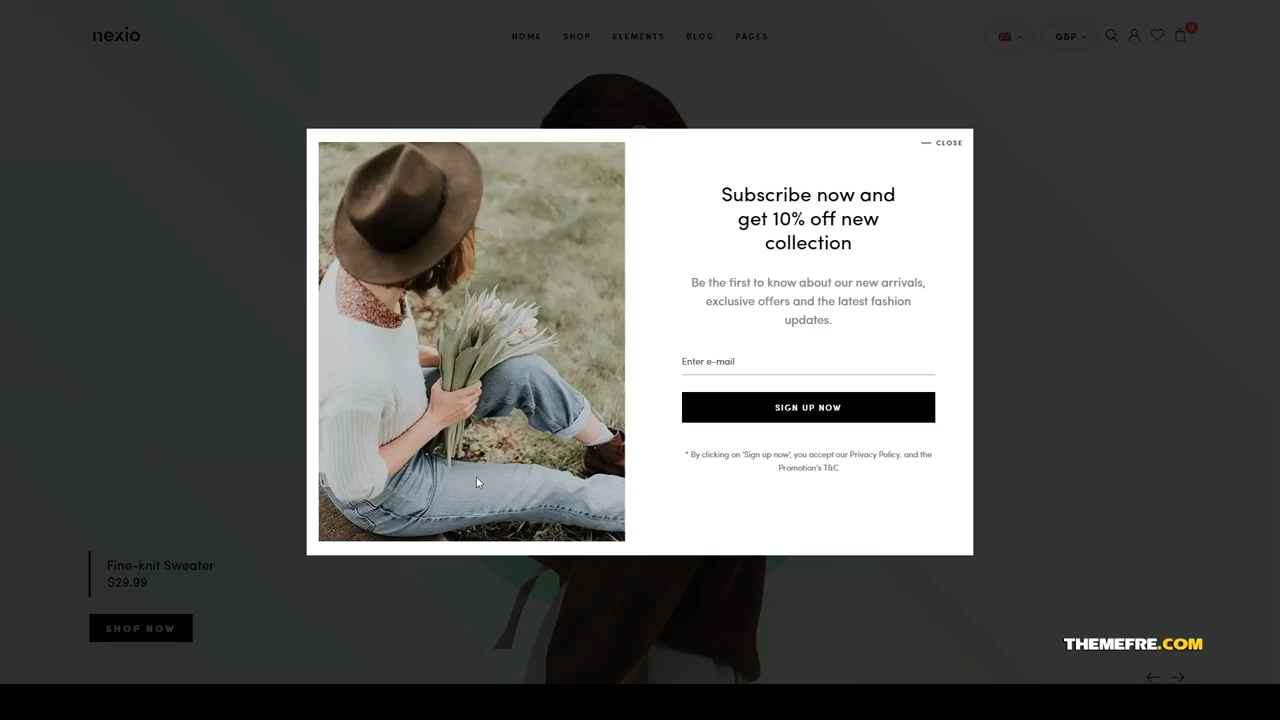 nexio
HOME SHOP ELEMENTS BLOG PAGES
GBP
0
CLOSE
Subscribe now and
get 10% off new
collection
Be the first to know about our new arrivals,
exclusive offers and the latest fashion
updates.
Enter e-mail
SIGN UP NOW
* By clicking on 'Sign up now', you accept our Privacy Policy. and the
Promotion's T&C
Fine-knit Sweater
$29.99
SHOP NOW
THEMEFRE.COM